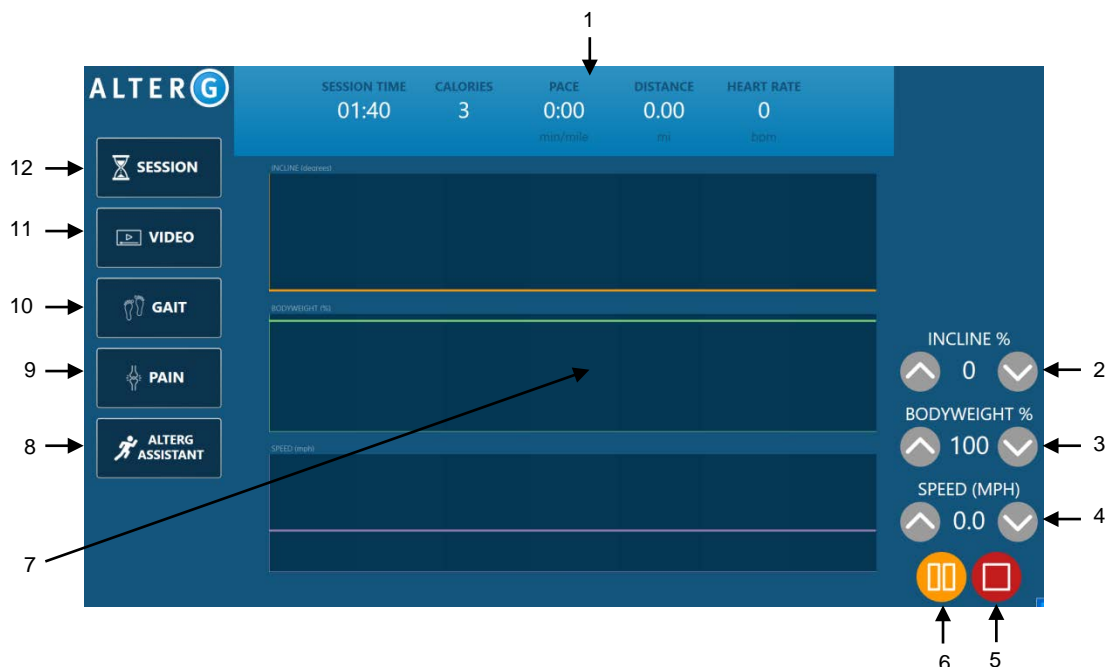 1
ALTERG
SESSION TIME CALORIES PACE DISTANCE HEART RATE
01:40 3 0:00 0.00 0
min/mile mi bpm
12 SESSION
INCLINE (degrees)
11 VIDEO
10 GAIT
BODYWEIGHT (%)
INCLINE %
9 PAIN
0 2
BODYWEIGHT %
8 ALTERG
ASSISTANT
100 3
SPEED (mph)
SPEED (MPH)
0.0 4
7
6 5